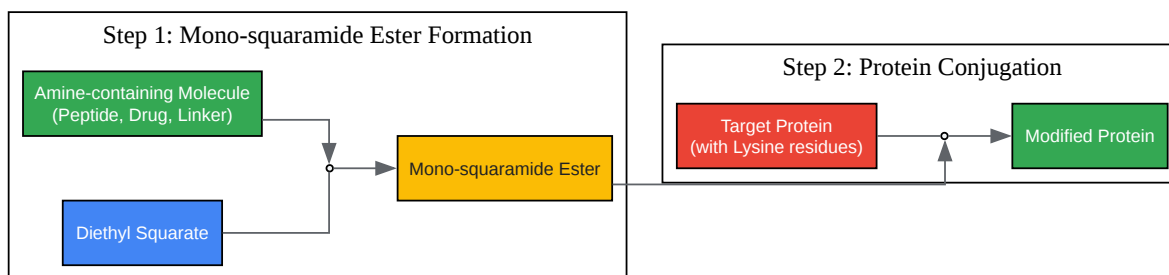 Step 1: Mono-squaramide Ester Formation
Amine-containing Molecule
(Peptide, Drug, Linker)
Diethyl Squarate
Mono-squaramide Ester
Step 2: Protein Conjugation
Target Protein
(with Lysine residues)
Modified Protein